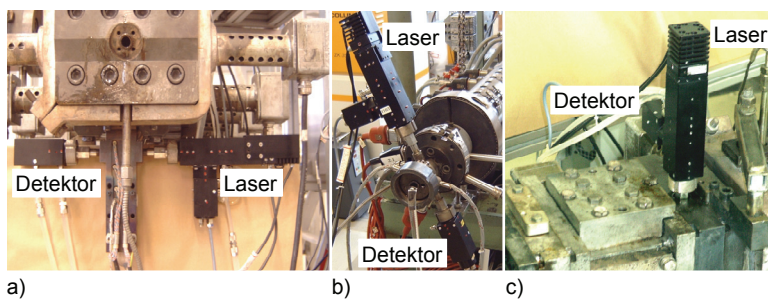 Detektor
Laser
a)
Laser
Detektor
b)
Laser
Detektor
c)